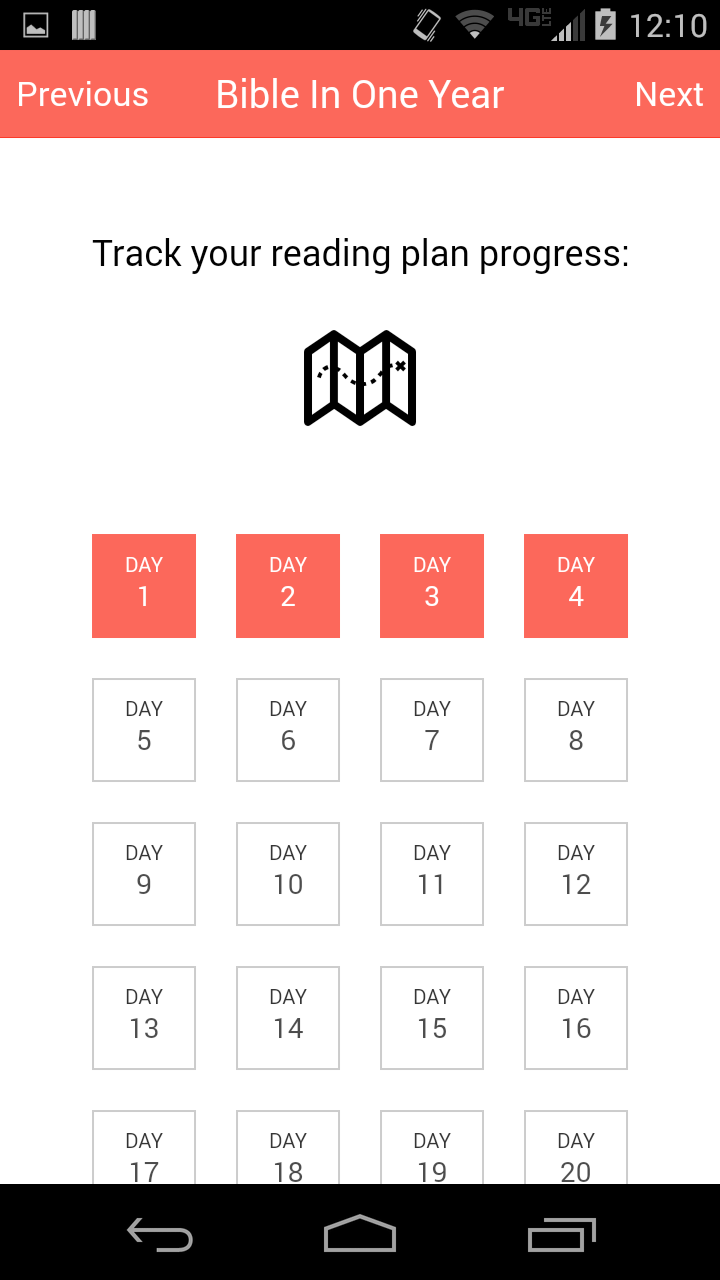 4G LTE 12:10
Previous Bible In One Year Next
Track your reading plan progress:
DAY DAY DAY DAY
1 2 3 4
DAY DAY DAY DAY
5 6 7 8
DAY DAY DAY DAY
9 10 11 12
DAY DAY DAY DAY
13 14 15 16
DAY DAY DAY DAY
17 18 19 20